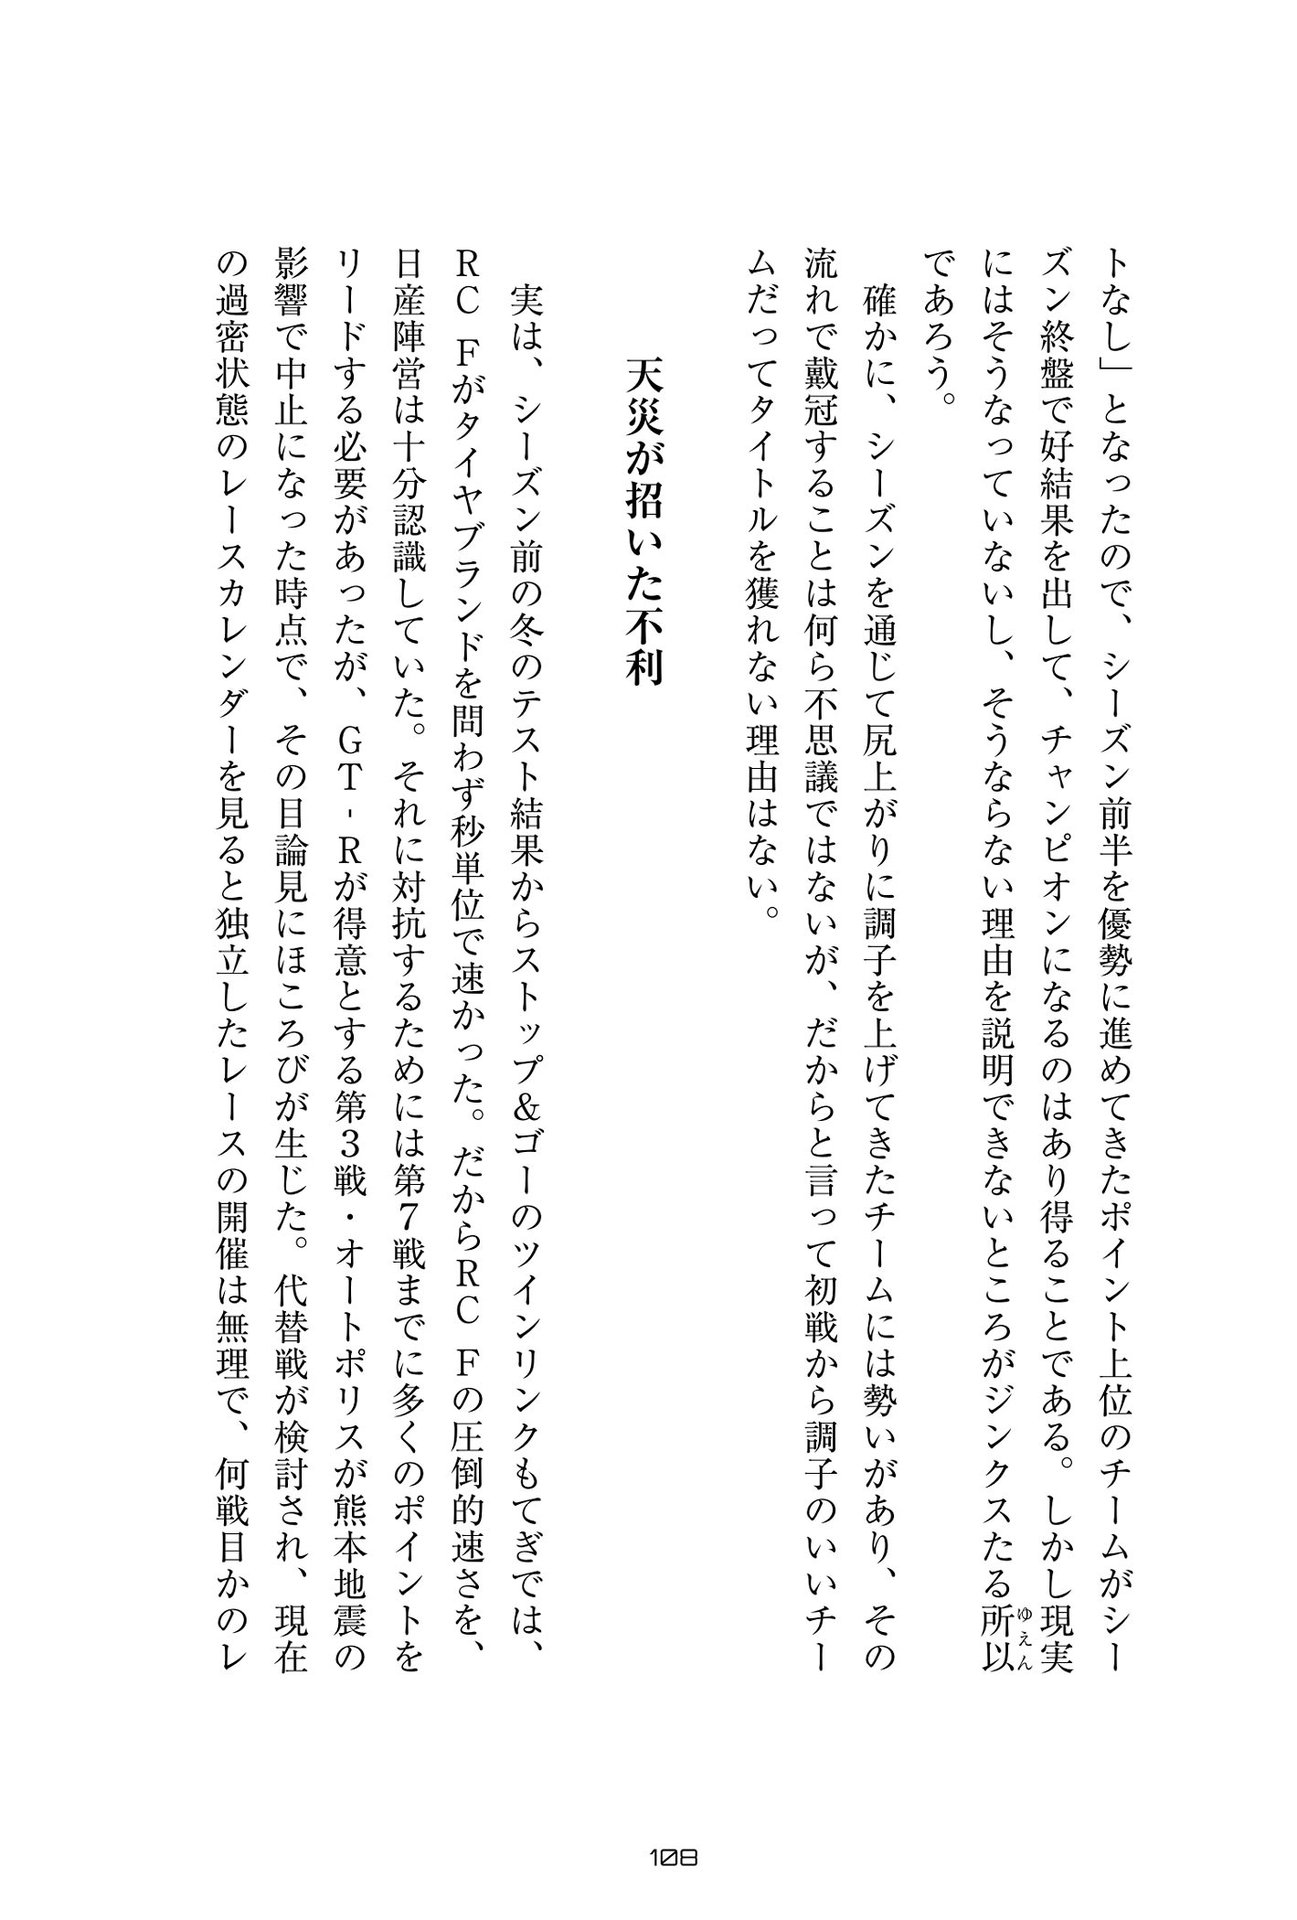 トなし」となったので、シーズン前半を優勢に進めてきたポイント上位のチームがシー
ズン終盤で好結果を出して、チャンピオンになるのはあり得ることである。しかし現実
にはそうなっていないし、そうならない理由を説明できないところがジンクスたる所以
ゆえん
であろう。
確かに、シーズンを通じて尻上がりに調子を上げてきたチームには勢いがあり、その
流れで戴冠することは何ら不思議ではないが、だからと言って初戦から調子のいいチー
ムだってタイトルを獲れない理由はない。
天災が招いた不利
実は、シーズン前の冬のテスト結果からストップ＆ゴーのツインリンクもてぎでは、
RC Fがタイヤブランドを問わず秒単位で速かった。だからRC Fの圧倒的速さを、
日産陣営は十分認識していた。それに対抗するためには第7戦までに多くのポイントを
リードする必要があったが、GT-Rが得意とする第3戦・オートポリスが熊本地震の
影響で中止になった時点で、その目論見にほころびが生じた。代替戦が検討され、現在
の過密状態のレースカレンダーを見ると独立したレースの開催は無理で、何戦目かのレ
108